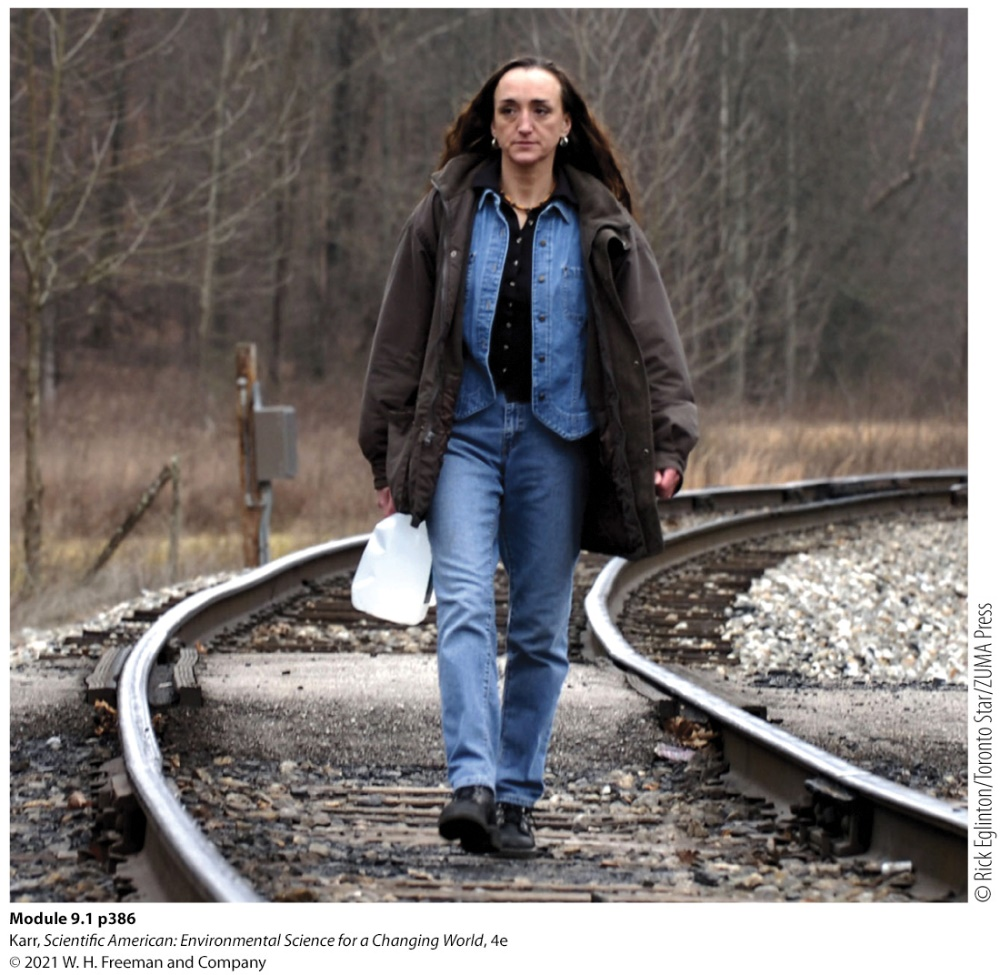 © Rick Eglinton/Toronto Star/ZUMA Press
Module 9.1 p386
Karr, Scientific American: Environmental Science for a Changing World, 4e
© 2021 W. H. Freeman and Company